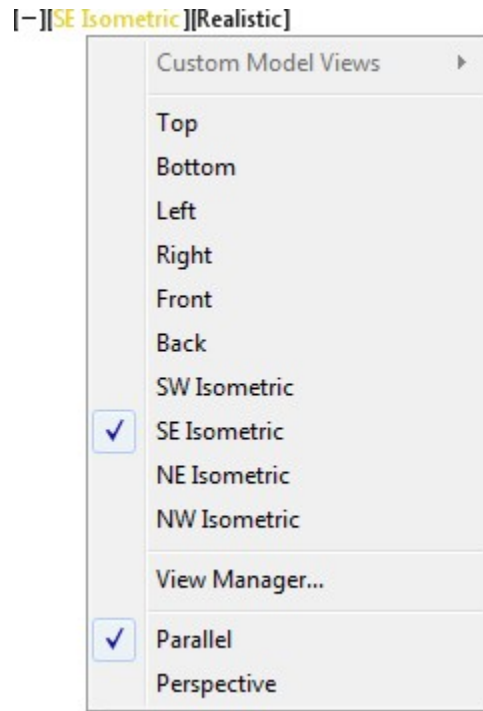 [−][SE Isometric][Realistic]
Custom Model Views
Top
Bottom
Left
Right
Front
Back
SW Isometric
SE Isometric
NE Isometric
NW Isometric
View Manager...
Parallel
Perspective